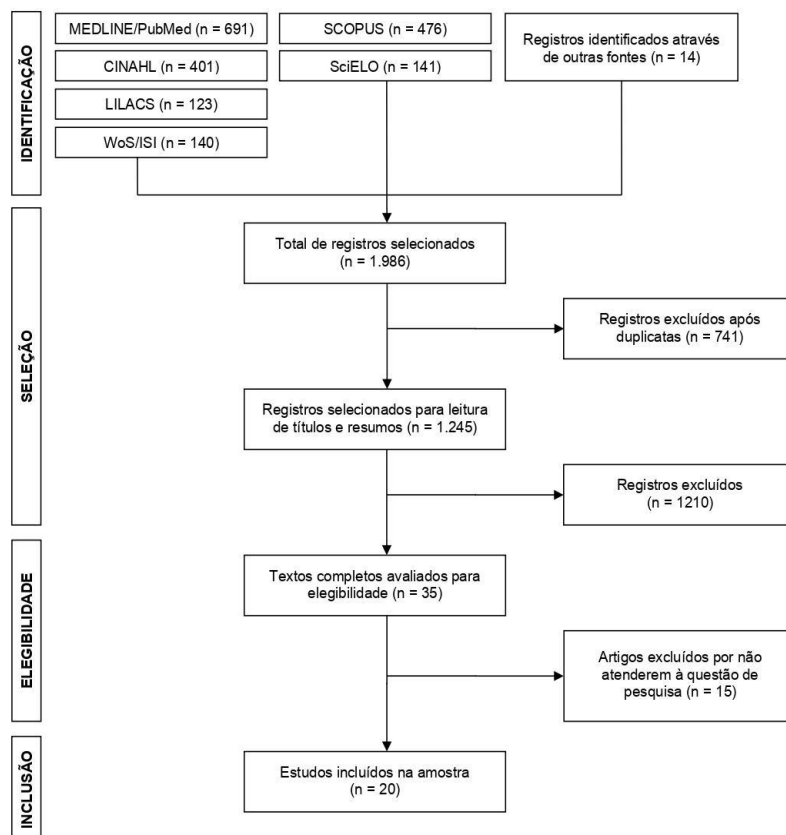 IDENTIFICAÇÃO
MEDLINE/PubMed (n = 691)
CINAHL (n = 401)
LILACS (n = 123)
WoS/ISI (n = 140)
SCOPUS (n = 476)
SciELO (n = 141)
Registros identificados através
de outras fontes (n = 14)
SELEÇÃO
Total de registros selecionados
(n = 1.986)
Registros excluídos após
duplicatas (n = 741)
Registros selecionados para leitura
de títulos e resumos (n = 1.245)
Registros excluídos
(n = 1210)
ELEGIBILIDADE
Textos completos avaliados para
elegibilidade (n = 35)
Artigos excluídos por não
atenderem à questão de
pesquisa (n = 15)
INCLUSÃO
Estudos incluídos na amostra
(n = 20)